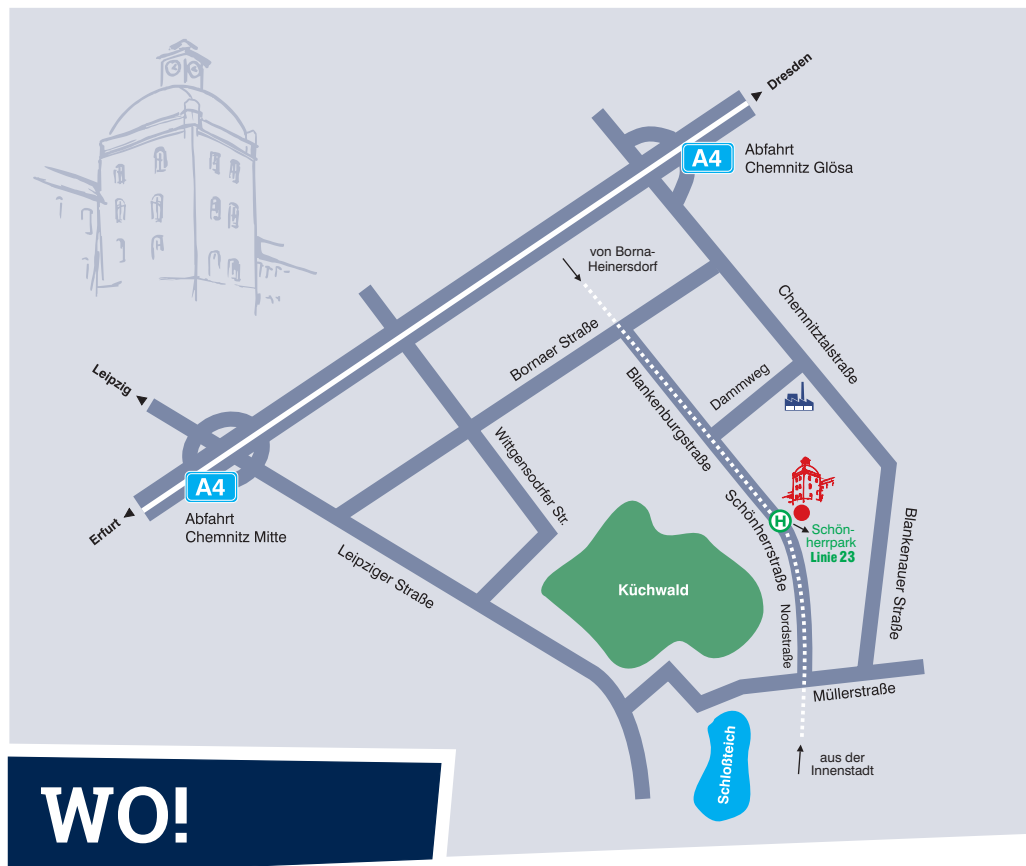 Dresden
A4
Abfahrt
Chemnitz Glösa
von Borna-
Heinersdorf
Chemnitztalstraße
Bornaer Straße
Leipzig
Dammweg
Blankenburgstraße
Wittgensodrfer Str.
A4
Erfurt
Abfahrt
Chemnitz Mitte
Schönherrstraße
H
Schön-
herrpark
Linie 23
Blankenauer Straße
Leipziger Straße
Küchwald
Nordstraße
Müllerstraße
Schloßteich
aus der
Innenstadt
WO!